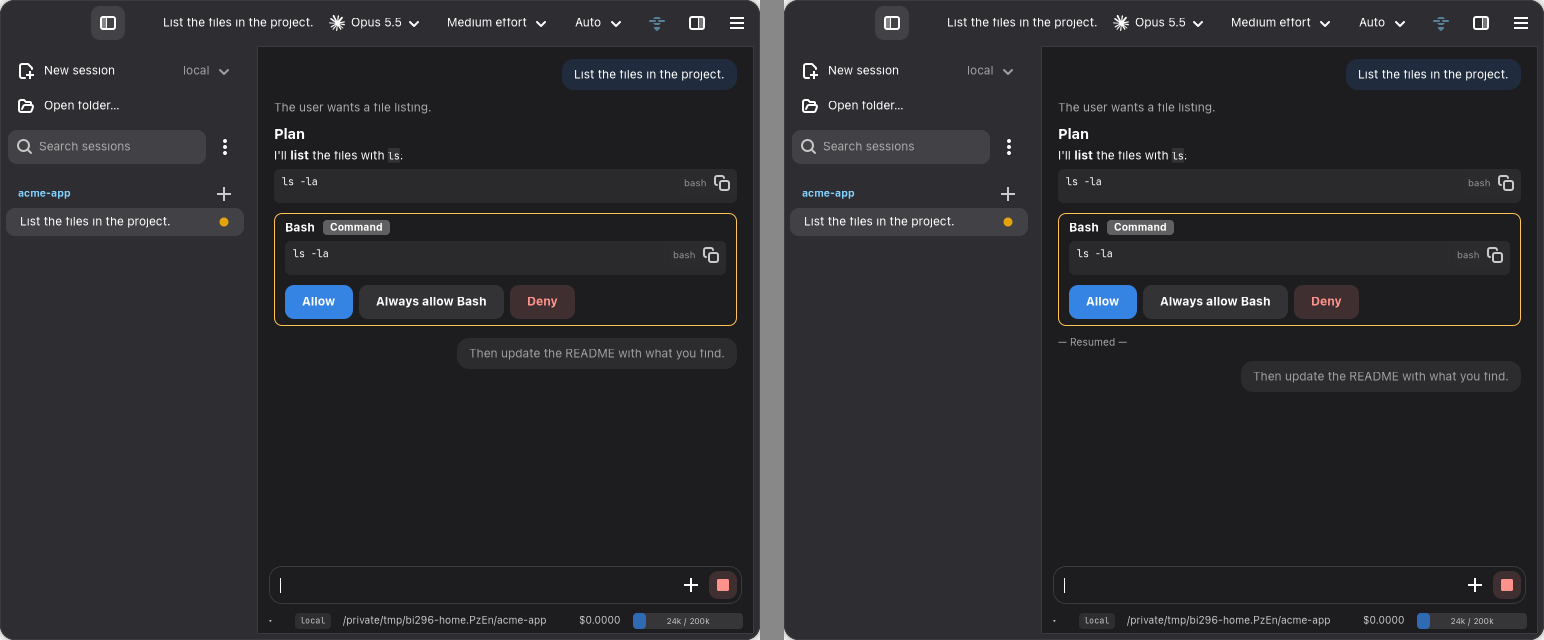 List the files in the project. Opus 5.5 Medium effort Auto
New session local
Open folder...
Search sessions
acme-app
List the files in the project.
List the files in the project.
The user wants a file listing.
Plan
I'll list the files with ls.
ls -la bash
Bash Command
ls -la bash
Allow Always allow Bash Deny
Then update the README with what you find.
Local /private/tmp/bi296-home.PzEn/acme-app $0.0000 24k / 200k
List the files in the project. Opus 5.5 Medium effort Auto
New session local
Open folder...
Search sessions
acme-app
List the files in the project.
List the files in the project.
The user wants a file listing.
Plan
I'll list the files with ls.
ls -la bash
Bash Command
ls -la bash
Allow Always allow Bash Deny
— Resumed —
Then update the README with what you find.
Local /private/tmp/bi296-home.PzEn/acme-app $0.0000 24k / 200k